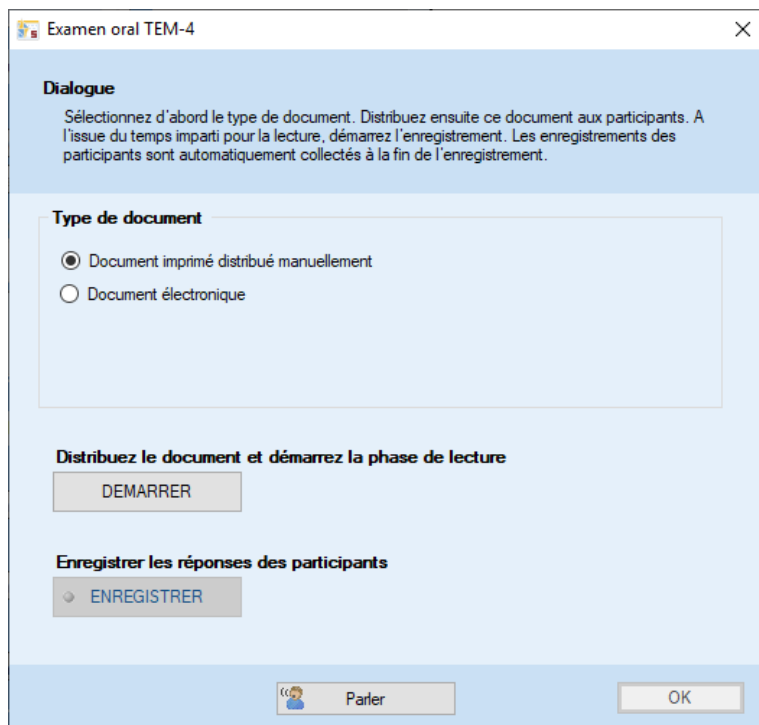 Examen oral TEM-4
Dialogue
Sélectionnez d'abord le type de document. Distribuez ensuite ce document aux participants. A
l'issue du temps imparti pour la lecture, démarrez l'enregistrement. Les enregistrements des
participants sont automatiquement collectés à la fin de l'enregistrement.
Type de document
Document imprimé distribué manuellement
Document électronique
Distribuez le document et démarrez la phase de lecture
DEMARRER
Enregistrer les réponses des participants
ENREGISTRER
Parler
OK